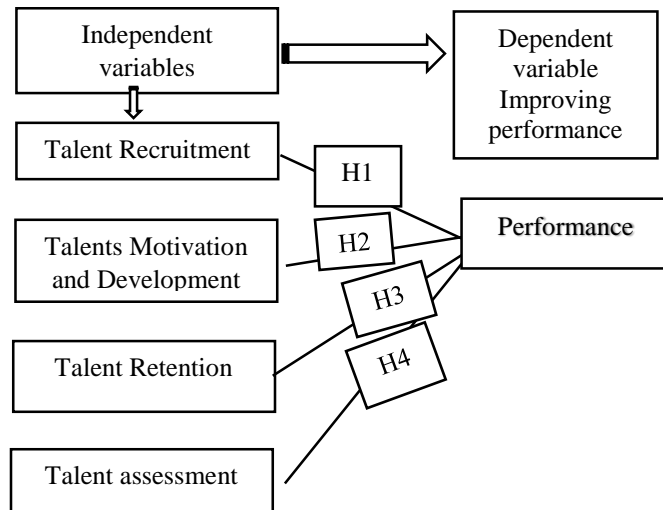 Independent
variables
Dependent
variable
Improving
performance
Talent Recruitment
H1
Talents Motivation
and Development
H2
Performance
H3
Talent Retention
H4
Talent assessment